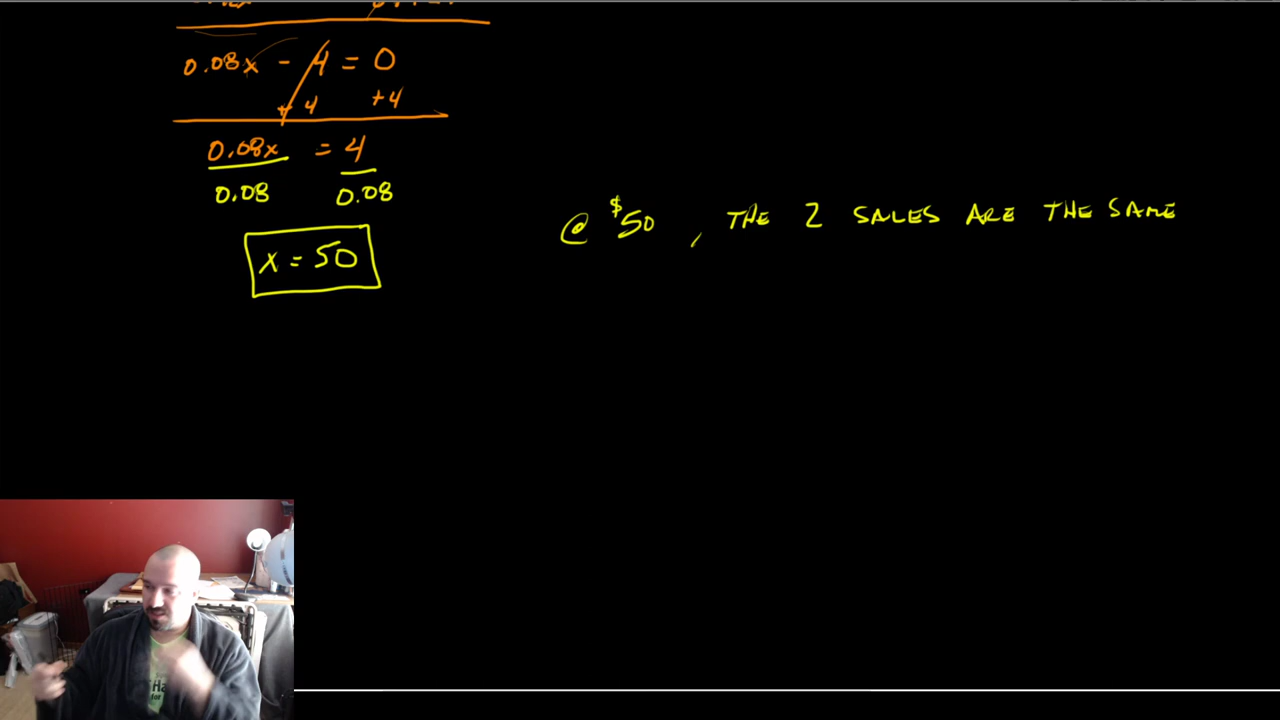 0.08x - 4 = 0
+ 4 +4
0.08x = 4
0.08 0.08
x = 50
@ $50, THE 2 SALES ARE THE SAME